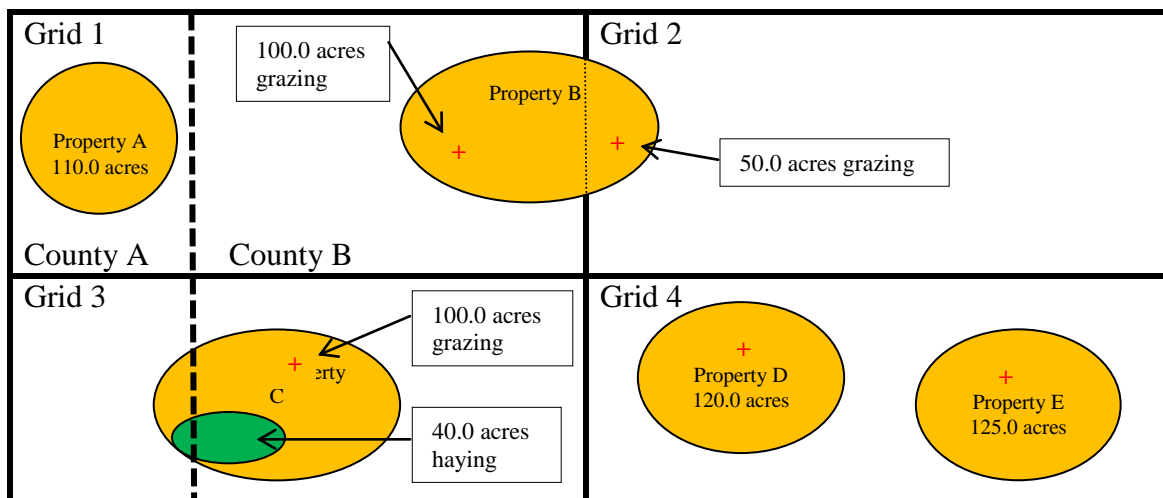 Grid 1
100.0 acres
grazing
Property A
110.0 acres
Property B
County A
County B
Grid 2
50.0 acres grazing
Grid 3
100.0 acres
grazing
erty
C
40.0 acres
haying
Grid 4
Property D
120.0 acres
Property E
125.0 acres